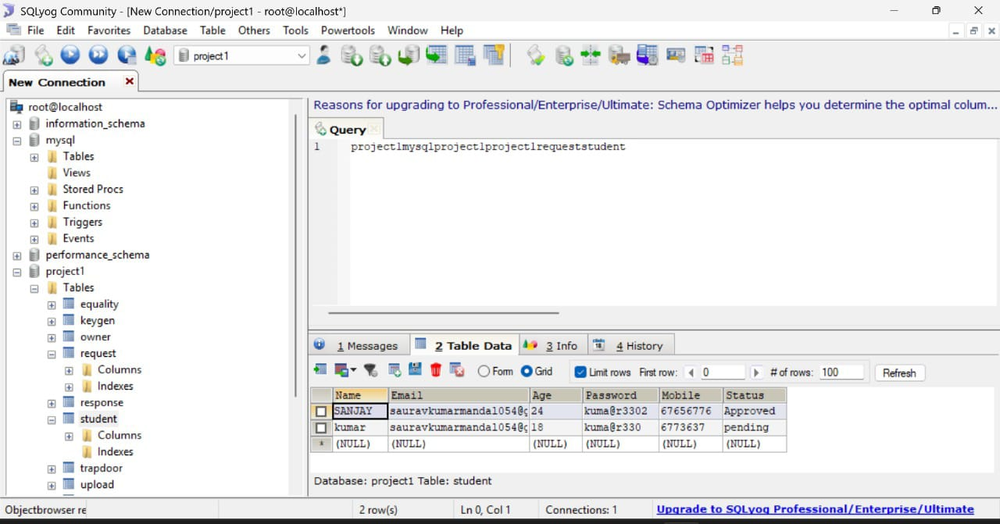 SQLyog Community - [New Connection/project1 - root@localhost*]
File Edit Favorites Database Table Others Tools Powertools Window Help
project1
New Connection
root@localhost
information_schema
mysql
Tables
Views
Stored Procs
Functions
Triggers
Events
performance_schema
project1
Tables
equality
keygen
owner
request
Columns
Indexes
response
student
Columns
Indexes
trapdoor
upload
Reasons for upgrading to Professional/Enterprise/Ultimate: Schema Optimizer helps you determine the optimal colum...
Query
1 project1mysqlproject1project1requeststudent
1 Messages 2 Table Data 3 Info 4 History
Form Grid Limit rows First row: 0 # of rows: 100 Refresh
Name Email Age Password Mobile Status
SANJAY sauravkumarmandal054@g 24 kuma@r3302 67656776 Approved
kumar sauravkumarmandal054@g 18 kuma@r330 6773637 pending
* (NULL) (NULL) (NULL) (NULL) (NULL) (NULL)
Database: project1 Table: student
Objectbrowser re 2 row(s) Ln 0, Col 1 Connections: 1 Upgrade to SQLyog Professional/Enterprise/Ultimate